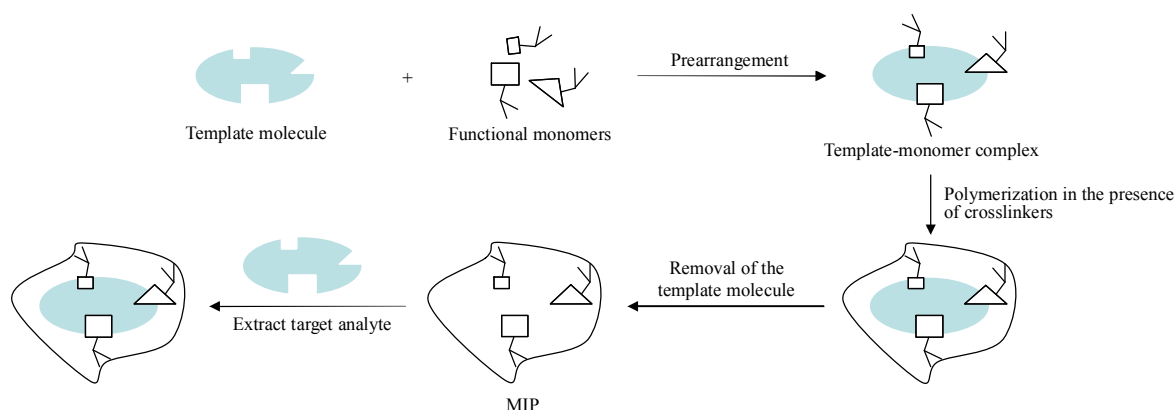 +
Prearrangement
Template molecule
Functional monomers
Template-monomer complex
Polymerization in the presence
of crosslinkers
Removal of the
template molecule
Extract target analyte
MIP